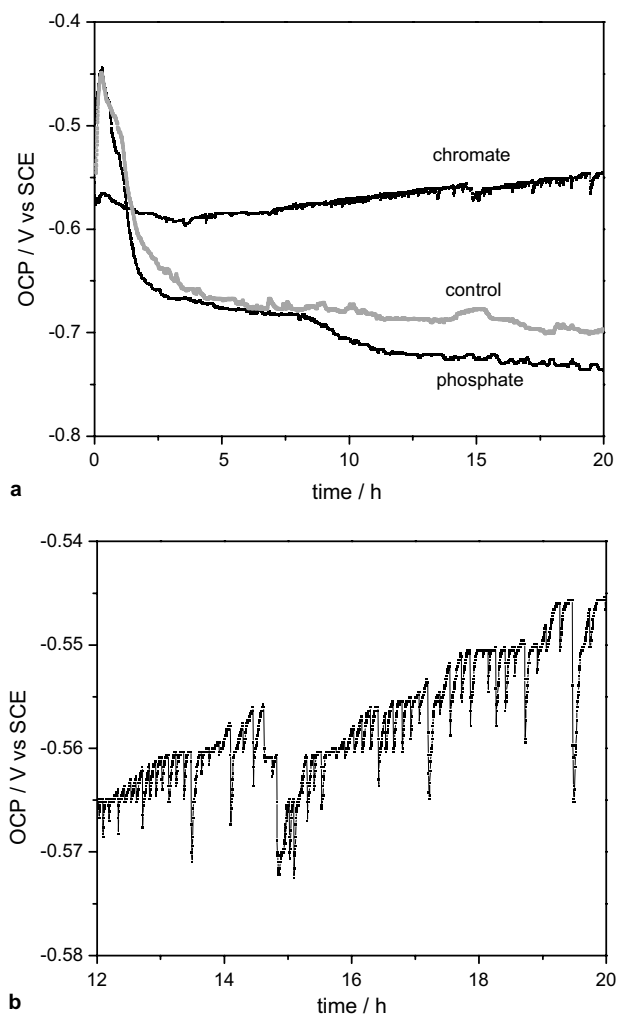 a
-0.4
-0.5
-0.6
-0.7
-0.8
OCP / V vs SCE
chromate
control
phosphate
0 5 10 15 20
time / h
b
-0.54
-0.55
-0.56
-0.57
-0.58
OCP / V vs SCE
12 14 16 18 20
time / h